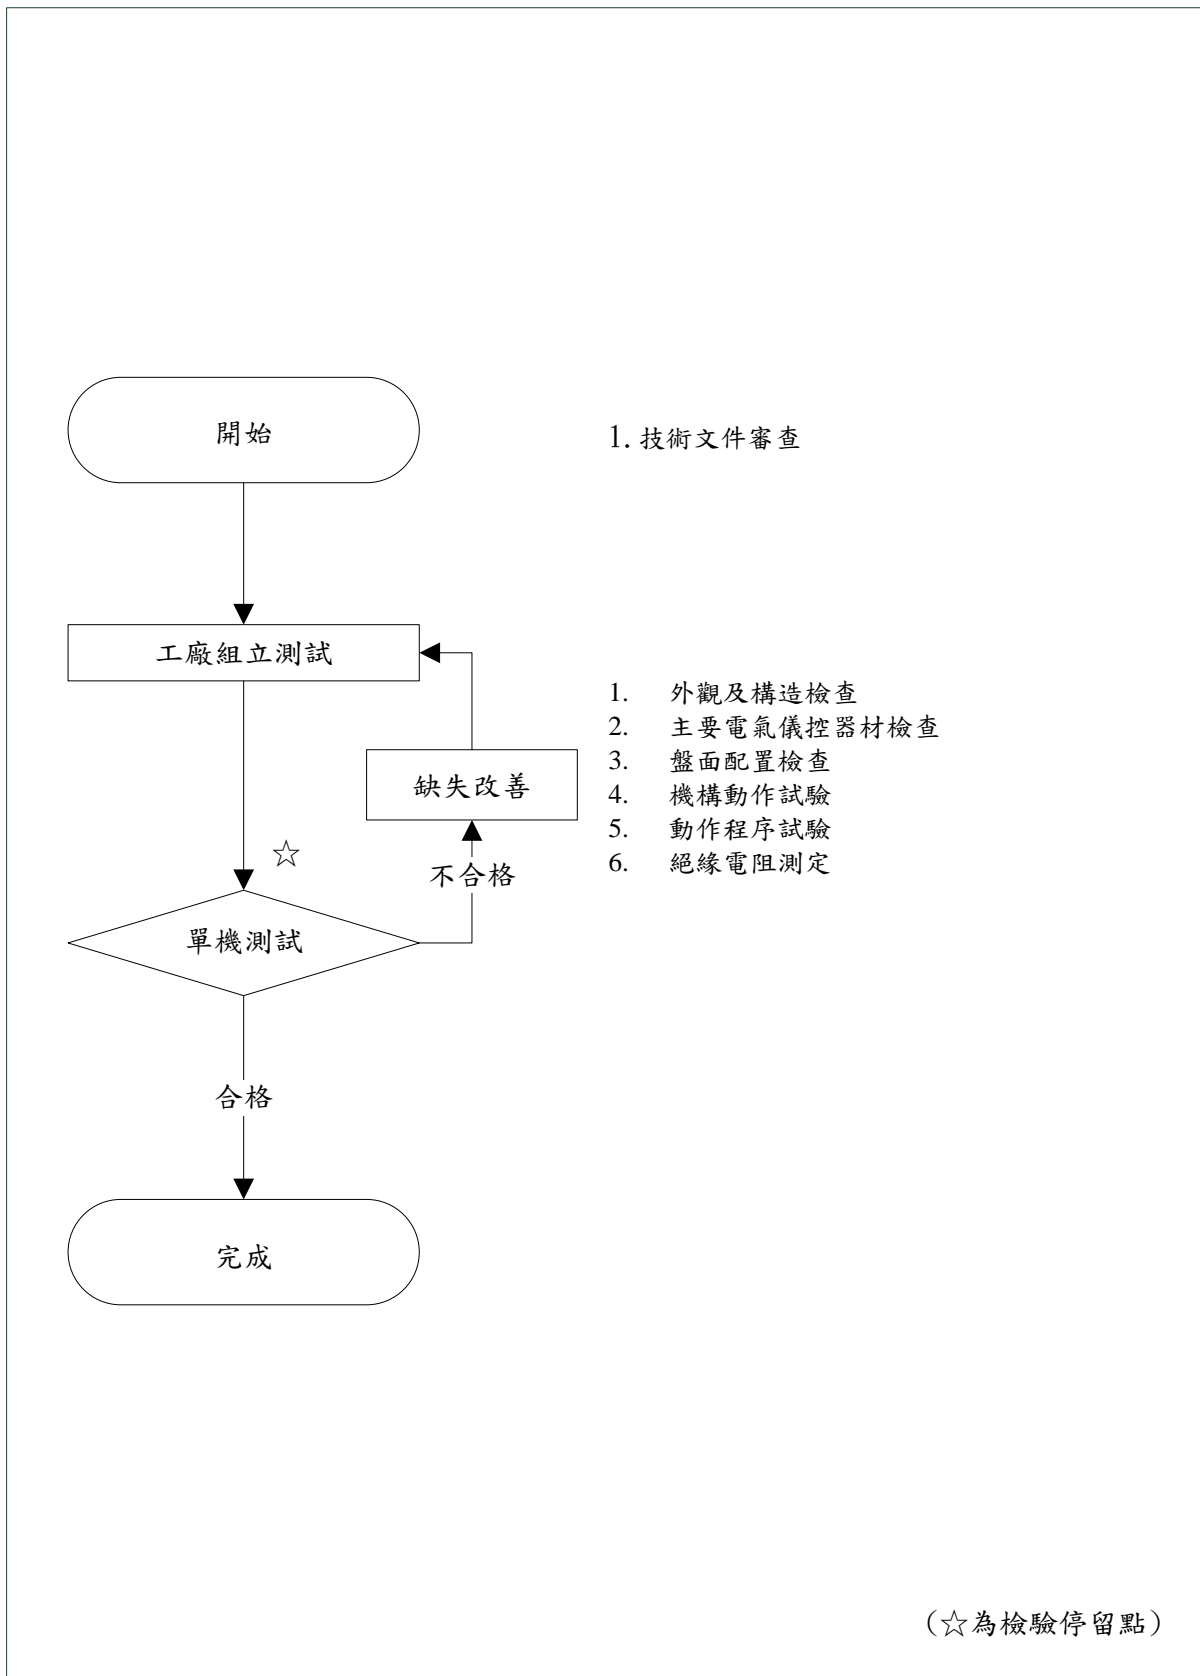 開始
1. 技術文件審查
工廠組立測試
1. 外觀及構造檢查
2. 主要電氣儀控器材檢查
3. 盤面配置檢查
4. 機構動作試驗
5. 動作程序試驗
6. 絕緣電阻測定
缺失改善
☆
不合格
單機測試
合格
完成
(☆為檢驗停留點)